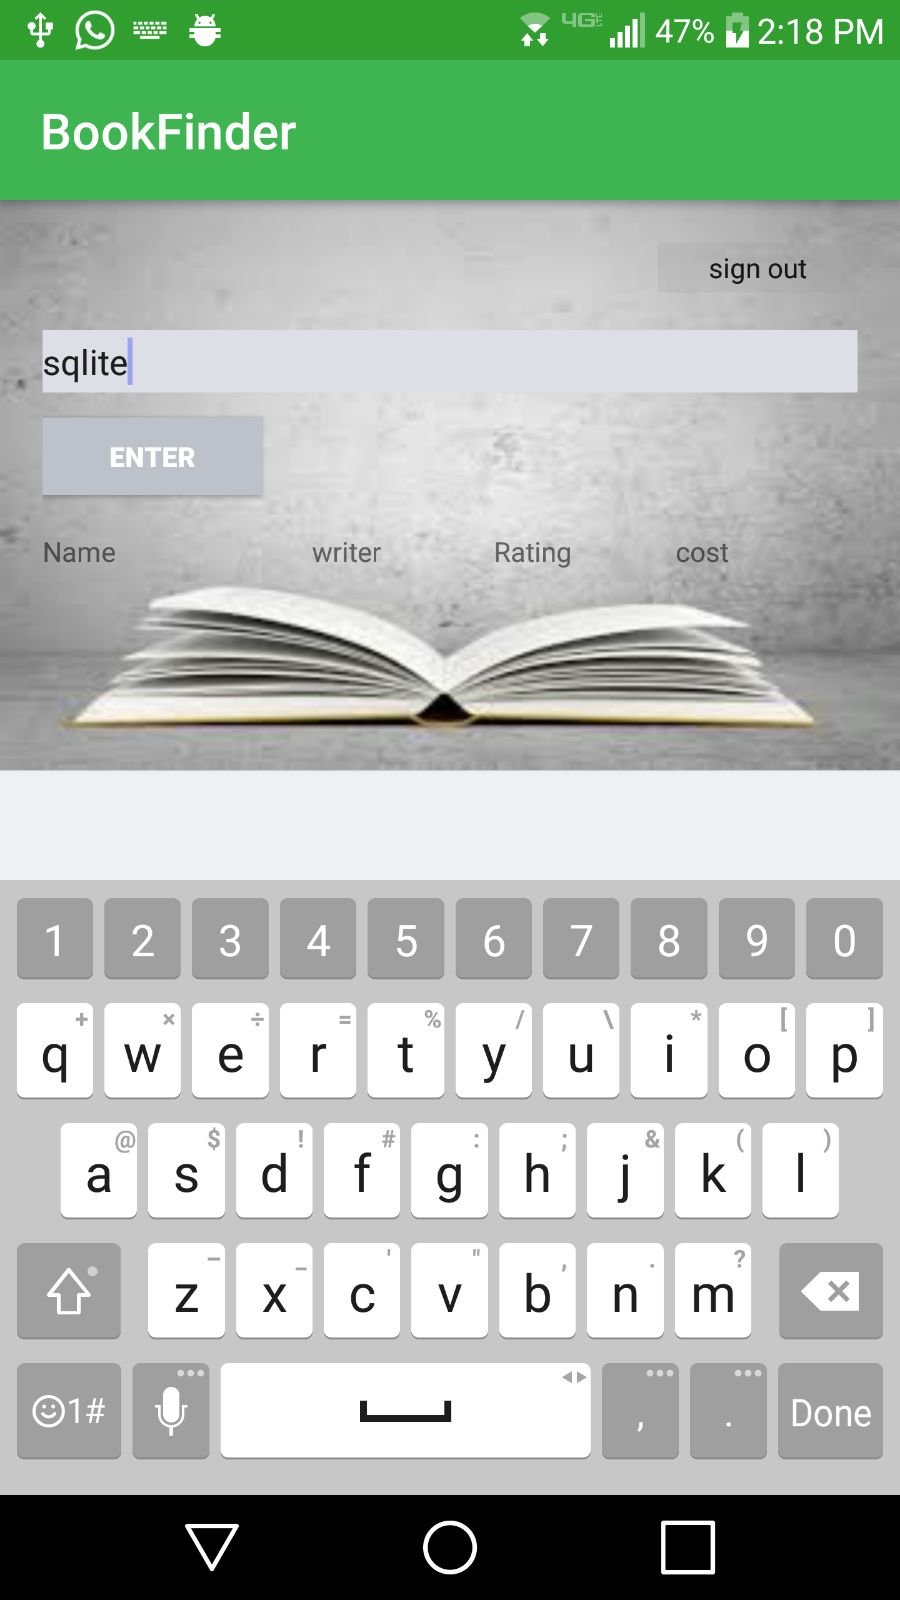 4G LTE 47% 2:18 PM
BookFinder
sign out
sqlite
ENTER
Name writer Rating cost
1 2 3 4 5 6 7 8 9 0
+ × ÷ = % / \ * [ ]
q w e r t y u i o p
@ $ ! # : ; & ( )
a s d f g h j k l
– _ ' " , . ?
z x c v b n m
1# , . Done